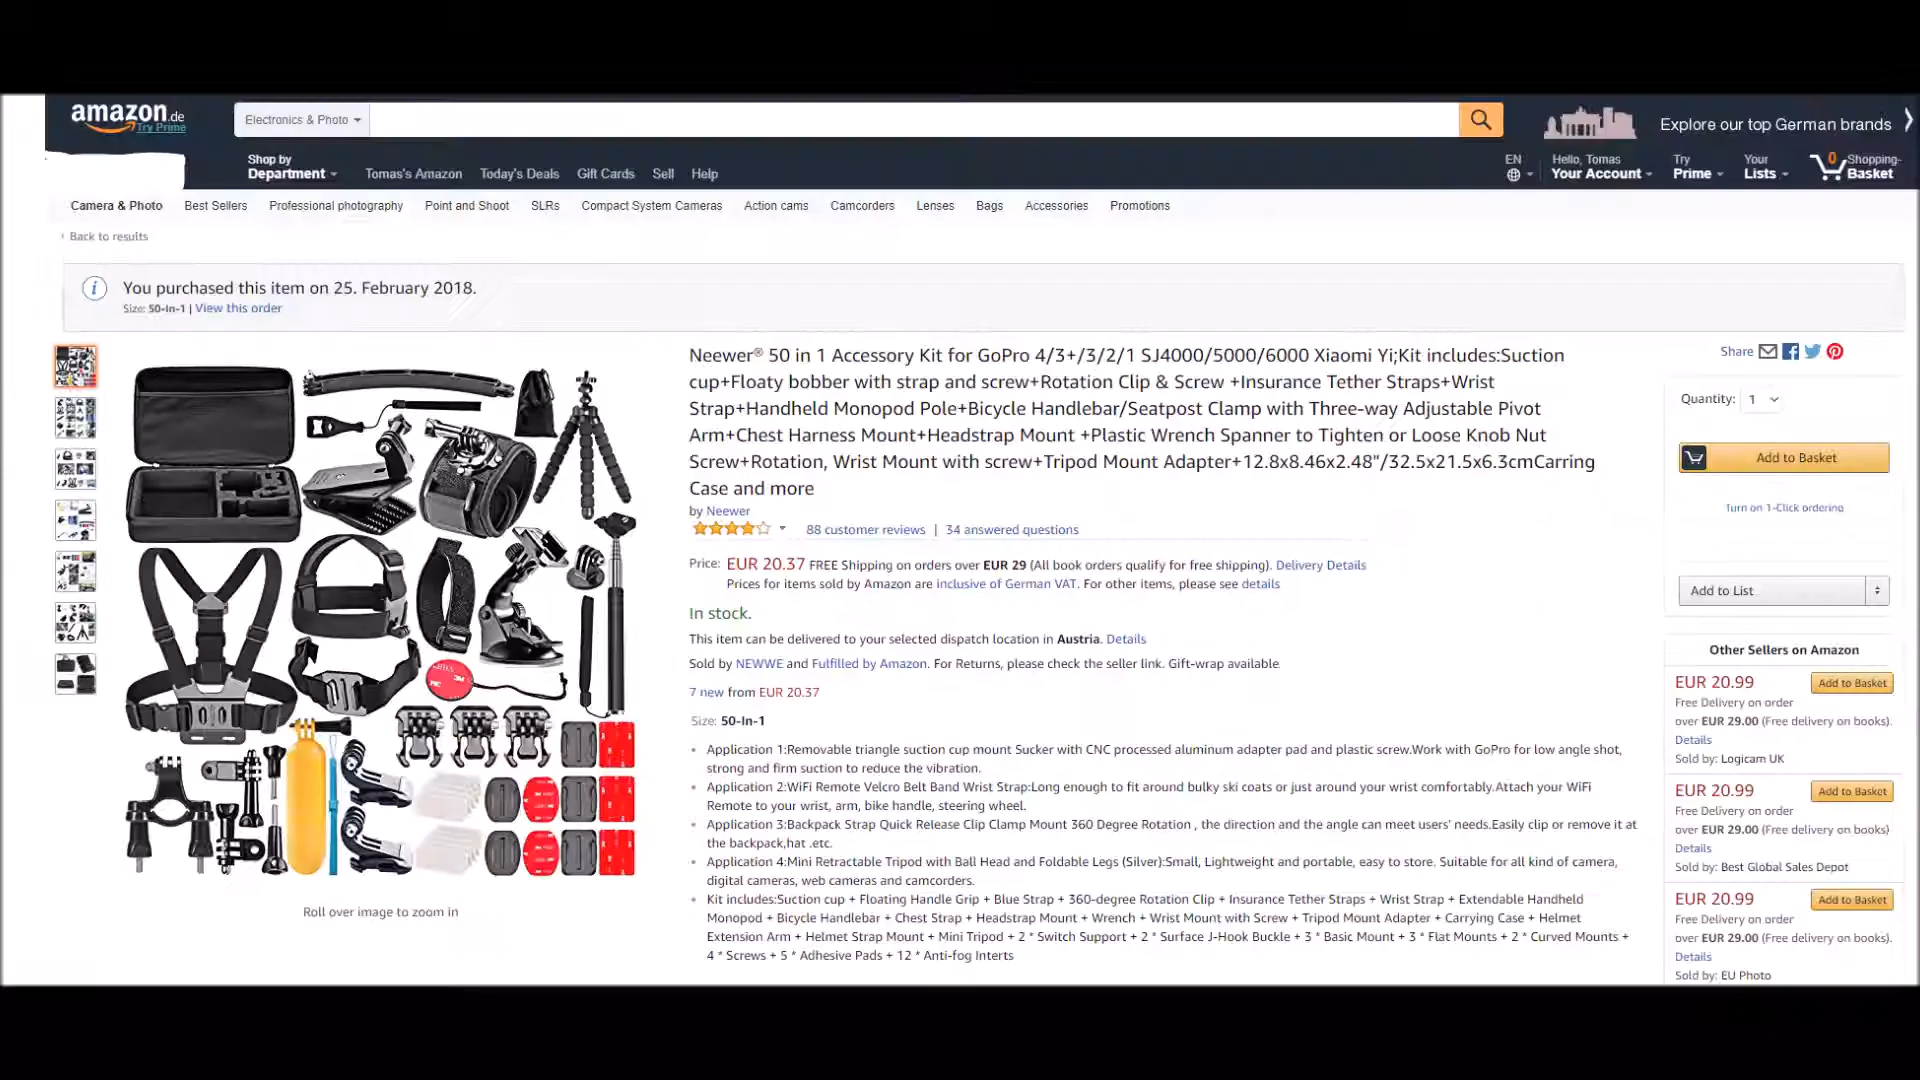 amazon.de
Try Prime
Electronics & Photo
Explore our top German brands
Shop by
Department
Tomas's Amazon
Today's Deals
Gift Cards
Sell
Help
EN
Hello, Tomas
Your Account
Try
Prime
Your
Lists
0
Shopping-
Basket
Camera & Photo
Best Sellers
Professional photography
Point and Shoot
SLRs
Compact System Cameras
Action cams
Camcorders
Lenses
Bags
Accessories
Promotions
‹ Back to results
You purchased this item on 25. February 2018.
Size: 50-In-1 | View this order
Neewer® 50 in 1 Accessory Kit for GoPro 4/3+/3/2/1 SJ4000/5000/6000 Xiaomi Yi;Kit includes:Suction
cup+Floaty bobber with strap and screw+Rotation Clip & Screw +Insurance Tether Straps+Wrist
Strap+Handheld Monopod Pole+Bicycle Handlebar/Seatpost Clamp with Three-way Adjustable Pivot
Arm+Chest Harness Mount+Headstrap Mount +Plastic Wrench Spanner to Tighten or Loose Knob Nut
Screw+Rotation, Wrist Mount with screw+Tripod Mount Adapter+12.8x8.46x2.48"/32.5x21.5x6.3cmCarring
Case and more
by Neewer
88 customer reviews | 34 answered questions
Price: EUR 20.37 FREE Shipping on orders over EUR 29 (All book orders qualify for free shipping). Delivery Details
Prices for items sold by Amazon are inclusive of German VAT. For other items, please see details
In stock.
This item can be delivered to your selected dispatch location in Austria. Details
Sold by NEWWE and Fulfilled by Amazon. For Returns, please check the seller link. Gift-wrap available
7 new from EUR 20.37
Size: 50-In-1
• Application 1:Removable triangle suction cup mount Sucker with CNC processed aluminum adapter pad and plastic screw.Work with GoPro for low angle shot,
strong and firm suction to reduce the vibration.
• Application 2:WiFi Remote Velcro Belt Band Wrist Strap:Long enough to fit around bulky ski coats or just around your wrist comfortably.Attach your WiFi
Remote to your wrist, arm, bike handle, steering wheel.
• Application 3:Backpack Strap Quick Release Clip Clamp Mount 360 Degree Rotation , the direction and the angle can meet users' needs.Easily clip or remove it at
the backpack,hat .etc.
• Application 4:Mini Retractable Tripod with Ball Head and Foldable Legs (Silver):Small, Lightweight and portable, easy to store. Suitable for all kind of camera,
digital cameras, web cameras and camcorders.
• Kit includes:Suction cup + Floating Handle Grip + Blue Strap + 360-degree Rotation Clip + Insurance Tether Straps + Wrist Strap + Extendable Handheld
Monopod + Bicycle Handlebar + Chest Strap + Headstrap Mount + Wrench + Wrist Mount with Screw + Tripod Mount Adapter + Carrying Case + Helmet
Extension Arm + Helmet Strap Mount + Mini Tripod + 2 * Switch Support + 2 * Surface J-Hook Buckle + 3 * Basic Mount + 3 * Flat Mounts + 2 * Curved Mounts +
4 * Screws + 5 * Adhesive Pads + 12 * Anti-fog Interts
Roll over image to zoom in
Share
Quantity: 1
Add to Basket
Turn on 1-Click ordering
Add to List
Other Sellers on Amazon
EUR 20.99
Add to Basket
Free Delivery on order
over EUR 29.00 (Free delivery on books).
Details
Sold by: Logicam UK
EUR 20.99
Add to Basket
Free Delivery on order
over EUR 29.00 (Free delivery on books)
Details
Sold by: Best Global Sales Depot
EUR 20.99
Add to Basket
Free Delivery on order
over EUR 29.00 (Free delivery on books).
Details
Sold by: EU Photo